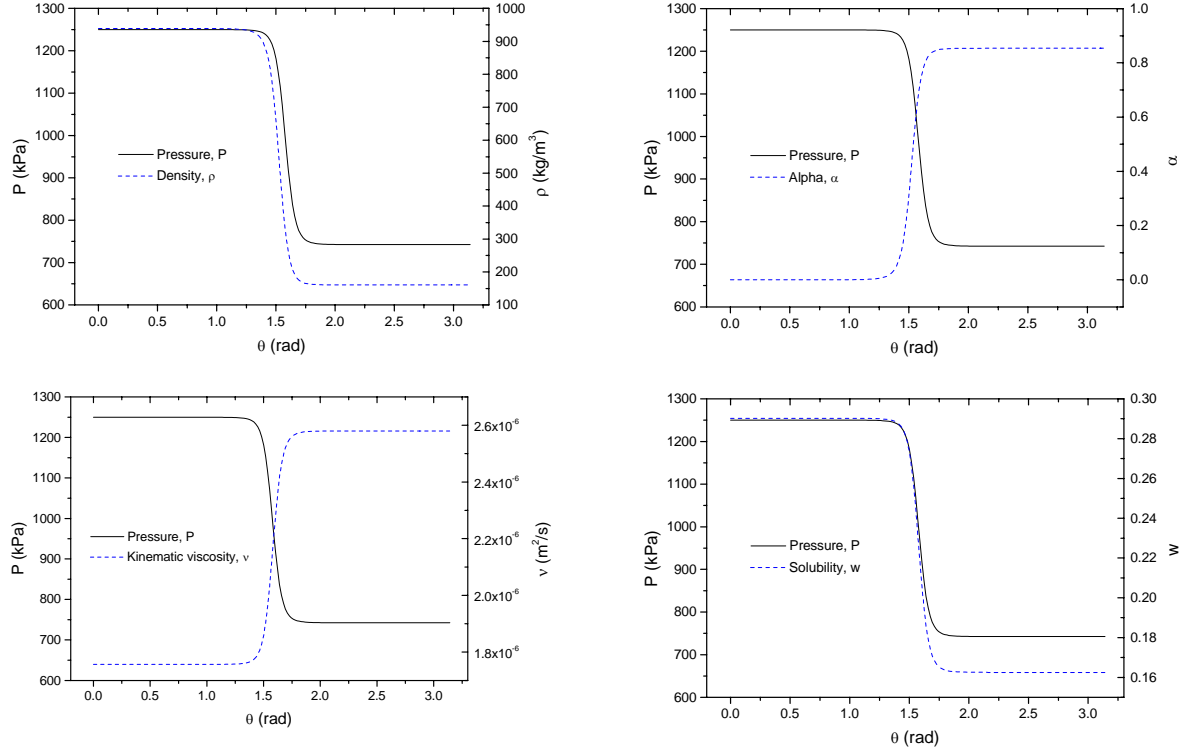 1300
1200
1100
1000
900
800
700
600
P (kPa)
1000
900
800
700
600
500
400
300
200
100
ρ (kg/m³)
Pressure, P
Density, ρ
0.0 0.5 1.0 1.5 2.0 2.5 3.0
θ (rad)
1300
1200
1100
1000
900
800
700
600
P (kPa)
1.0
0.8
0.6
0.4
0.2
0.0
α
Pressure, P
Alpha, α
0.0 0.5 1.0 1.5 2.0 2.5 3.0
θ (rad)
1300
1200
1100
1000
900
800
700
600
P (kPa)
2.6x10⁻⁶
2.4x10⁻⁶
2.2x10⁻⁶
2.0x10⁻⁶
1.8x10⁻⁶
ν (m²/s)
Pressure, P
Kinematic viscosity, ν
0.0 0.5 1.0 1.5 2.0 2.5 3.0
θ (rad)
1300
1200
1100
1000
900
800
700
600
P (kPa)
0.30
0.28
0.26
0.24
0.22
0.20
0.18
0.16
w
Pressure, P
Solubility, w
0.0 0.5 1.0 1.5 2.0 2.5 3.0
θ (rad)